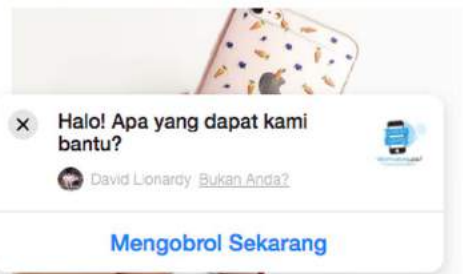 Halo! Apa yang dapat kami
bantu?
David Lionardy Bukan Anda?
Mengobrol Sekarang